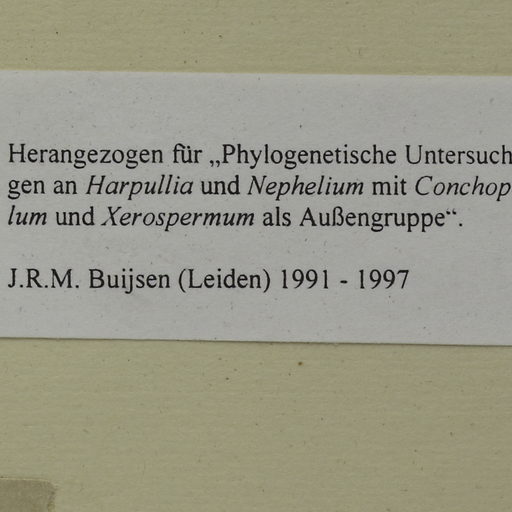 Herangezogen für „Phylogenetische Untersuch
gen an Harpullia und Nephelium mit Conchop
lum und Xerospermum als Außengruppe“.
J.R.M. Buijsen (Leiden) 1991 - 1997